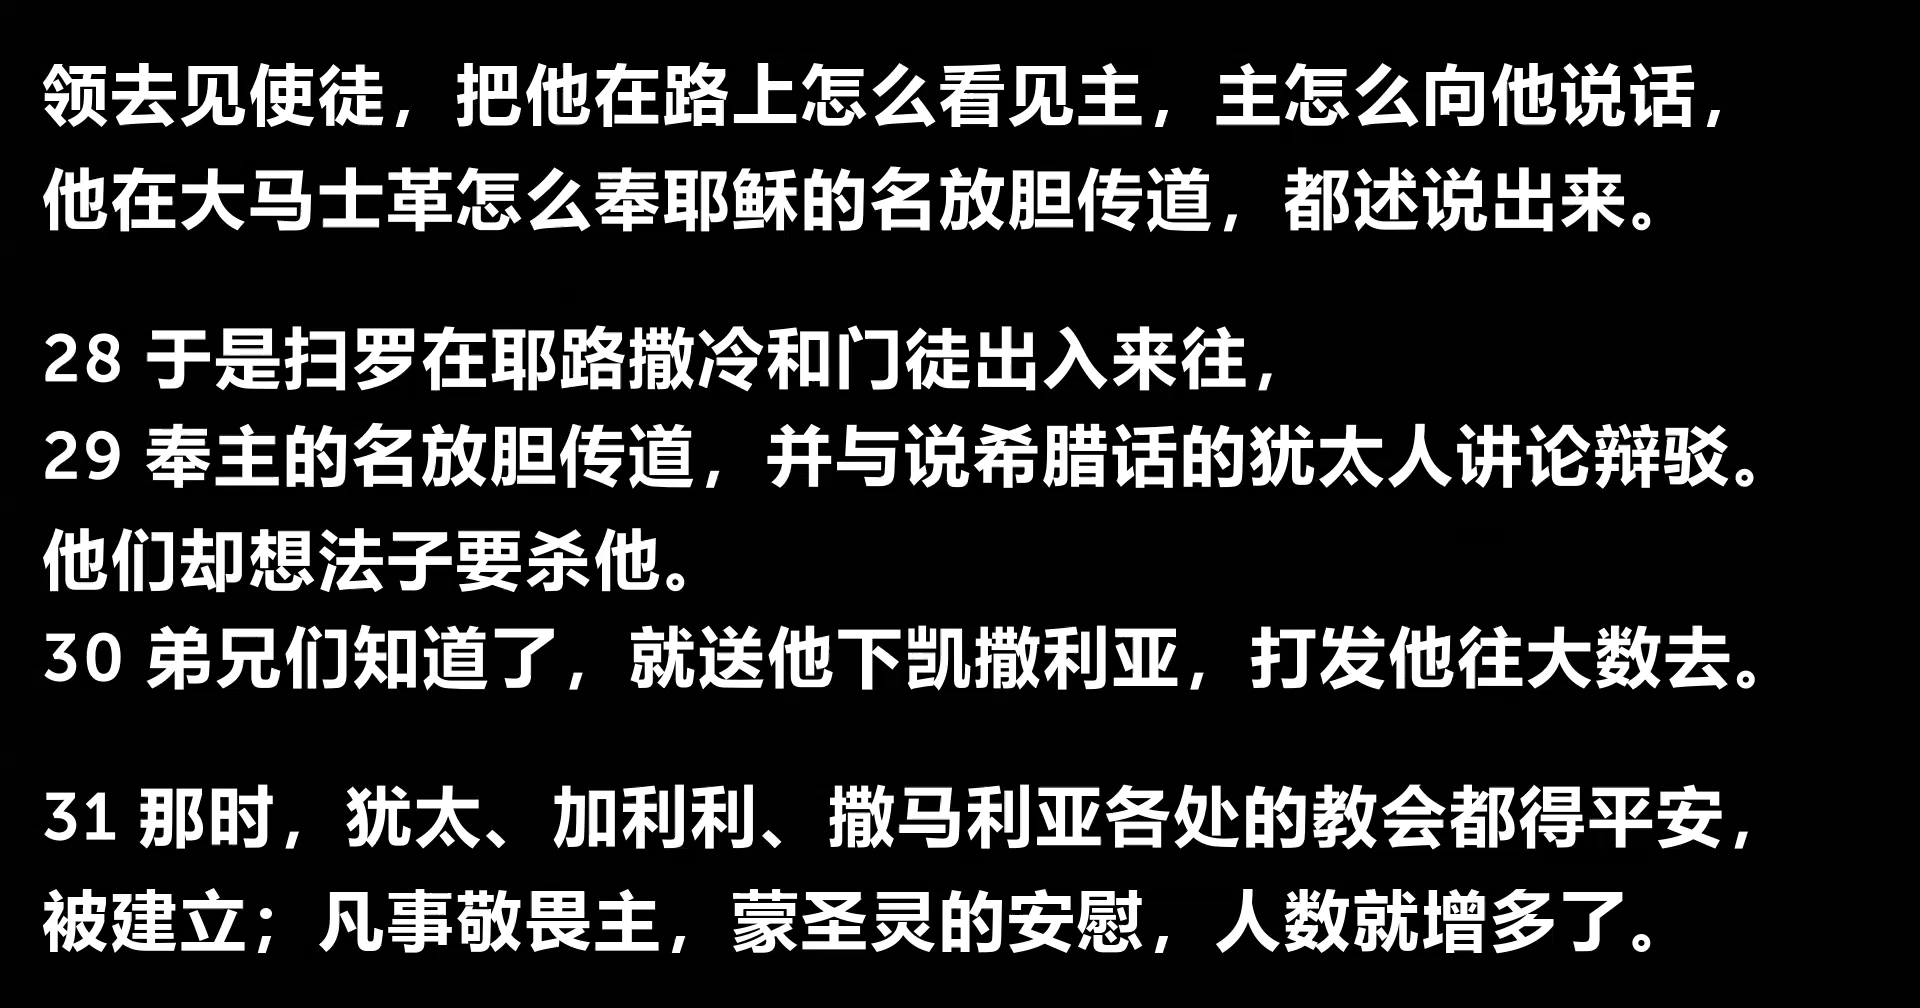 领去见使徒，把他在路上怎么看见主，主怎么向他说话，
他在大马士革怎么奉耶稣的名放胆传道，都述说出来。
28 于是扫罗在耶路撒冷和门徒出入来往，
29 奉主的名放胆传道，并与说希腊话的犹太人讲论辩驳。
他们却想法子要杀他。
30 弟兄们知道了，就送他下凯撒利亚，打发他往大数去。
31 那时，犹太、加利利、撒马利亚各处的教会都得平安，
被建立；凡事敬畏主，蒙圣灵的安慰，人数就增多了。